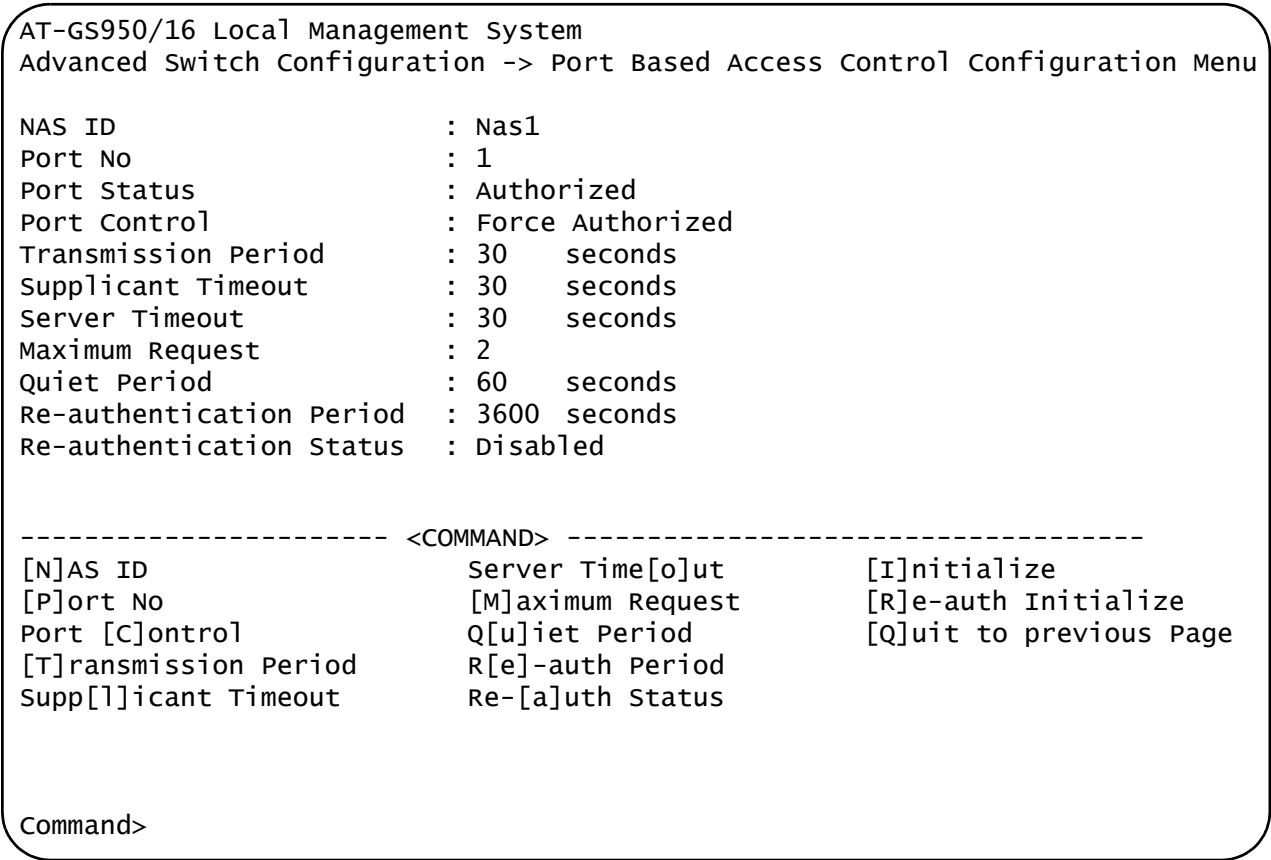 AT-GS950/16 Local Management System
Advanced Switch Configuration -> Port Based Access Control Configuration Menu
NAS ID : Nas1
Port No : 1
Port Status : Authorized
Port Control : Force Authorized
Transmission Period : 30 seconds
Supplicant Timeout : 30 seconds
Server Timeout : 30 seconds
Maximum Request : 2
Quiet Period : 60 seconds
Re-authentication Period : 3600 seconds
Re-authentication Status : Disabled
----------------------- <COMMAND> ------------------------------------
[N]AS ID Server Time[o]ut [I]nitialize
[P]ort No [M]aximum Request [R]e-auth Initialize
Port [C]ontrol Q[u]iet Period [Q]uit to previous Page
[T]ransmission Period R[e]-auth Period
Supp[l]icant Timeout Re-[a]uth Status
Command>